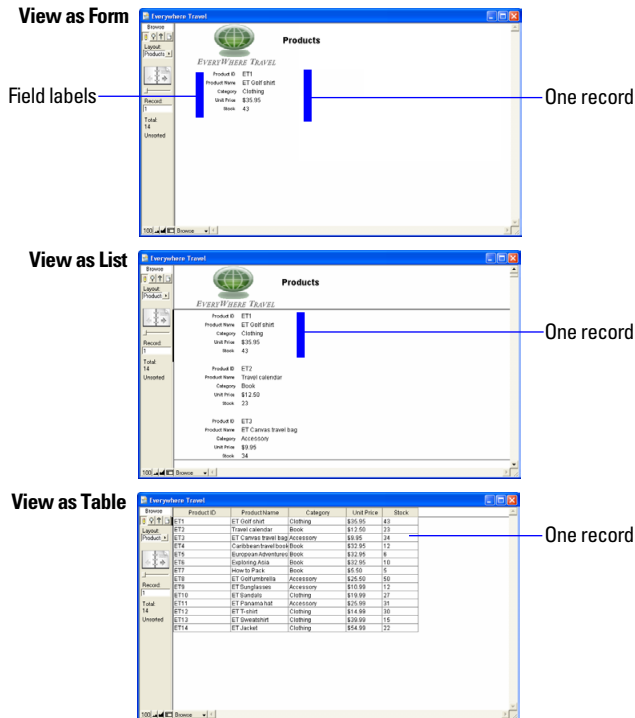 View as Form
Everywhere Travel
Browse
Layout:
Products
Products
EVERYWHERE TRAVEL
Field labels
Product ID ET1
Product Name ET Golf shirt
Category Clothing
Unit Price $35.95
Stock 43
One record
Record:
1
Total:
14
Unsorted
100 Browse
View as List
Everywhere Travel
Browse
Layout:
Product
Products
EVERYWHERE TRAVEL
Product ID ET1
Product Name ET Golf shirt
Category Clothing
Unit Price $35.95
Stock 43
One record
Product ID ET2
Product Name Travel calendar
Category Book
Unit Price $12.50
Stock 23
Product ID ET3
Product Name ET Canvas travel bag
Category Accessory
Unit Price $9.95
Stock 34
Record:
1
Total:
14
Unsorted
100 Browse
View as Table
Everywhere Travel
Browse
Layout:
Product
Product ID Product Name Category Unit Price Stock
ET1 ET Golf shirt Clothing $35.95 43
ET2 Travel calendar Book $12.50 23
ET3 ET Canvas travel bag Accessory $9.95 34
One record
ET4 Caribbean travel book Book $32.95 12
ET5 European Adventures Book $32.95 6
ET6 Exploring Asia Book $32.95 10
ET7 How to Pack Book $5.50 5
ET8 ET Golf umbrella Accessory $25.50 50
ET9 ET Sunglasses Accessory $10.99 12
ET10 ET Sandals Clothing $19.99 27
ET11 ET Panama hat Accessory $25.99 31
ET12 ET T-shirt Clothing $14.99 30
ET13 ET Sweatshirt Clothing $39.99 15
ET14 ET Jacket Clothing $54.99 22
Record:
1
Total:
14
Unsorted
100 Browse